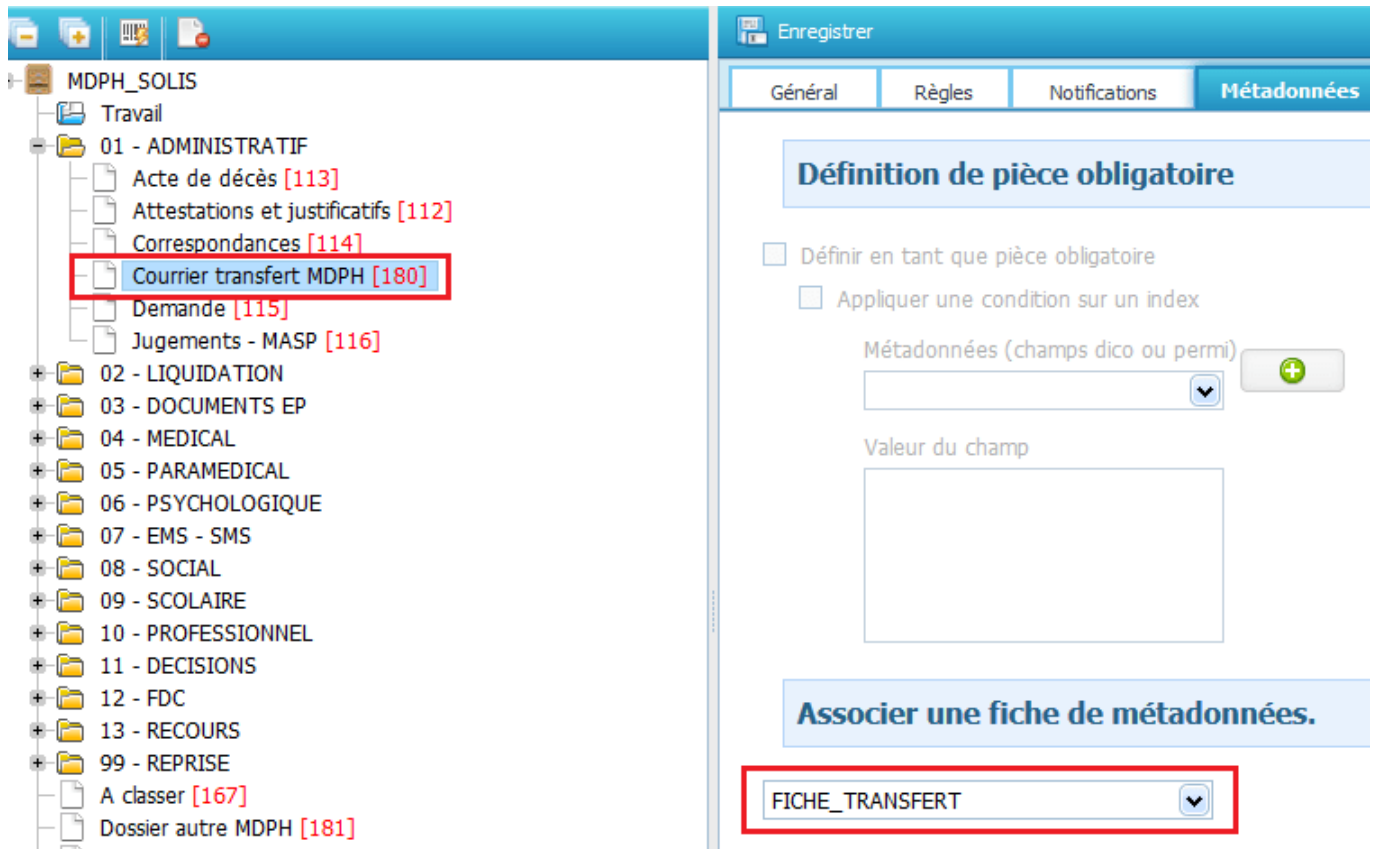 MDPH_SOLIS
Travail
01 - ADMINISTRATIF
Acte de décès [113]
Attestations et justificatifs [112]
Correspondances [114]
Courrier transfert MDPH [180]
Demande [115]
Jugements - MASP [116]
02 - LIQUIDATION
03 - DOCUMENTS EP
04 - MEDICAL
05 - PARAMEDICAL
06 - PSYCHOLOGIQUE
07 - EMS - SMS
08 - SOCIAL
09 - SCOLAIRE
10 - PROFESSIONNEL
11 - DECISIONS
12 - FDC
13 - RECOURS
99 - REPRISE
A classer [167]
Dossier autre MDPH [181]
Enregistrer
Général Règles Notifications Métadonnées
Définition de pièce obligatoire
Définir en tant que pièce obligatoire
Appliquer une condition sur un index
Métadonnées (champs dico ou permi)
Valeur du champ
Associer une fiche de métadonnées.
FICHE_TRANSFERT